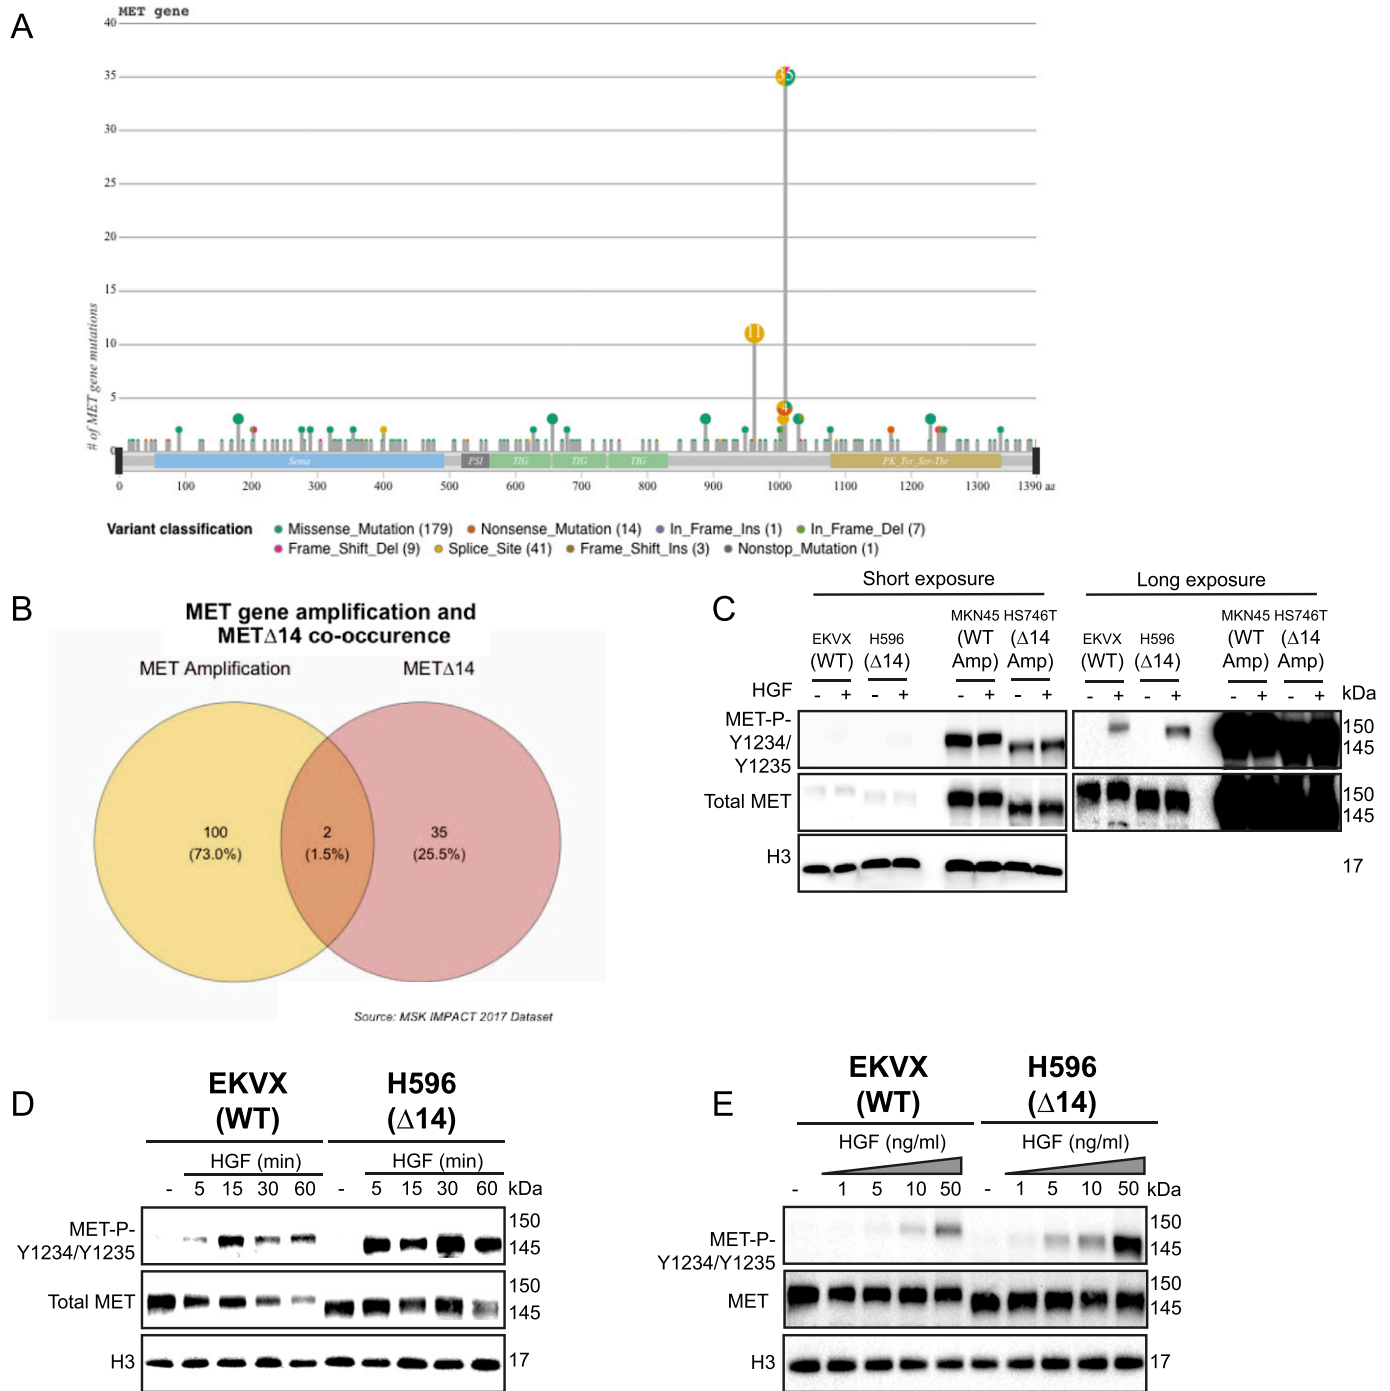 A
MET gene
40
35
30
25
20
15
10
5
0
# of MET gene mutations
35
11
4
Sema
PSI
TIG
TIG
TIG
PK_Tyr_Ser-Thr
0 100 200 300 400 500 600 700 800 900 1000 1100 1200 1300 1390 aa
Variant classification
Missense_Mutation (179) Nonsense_Mutation (14) In_Frame_Ins (1) In_Frame_Del (7)
Frame_Shift_Del (9) Splice_Site (41) Frame_Shift_Ins (3) Nonstop_Mutation (1)
B
MET gene amplification and
METΔ14 co-occurence
MET Amplification METΔ14
100 2 35
(73.0%) (1.5%) (25.5%)
Source: MSK IMPACT 2017 Dataset
C
Short exposure Long exposure
EKVX H596 MKN45 HS746T EKVX H596 MKN45 HS746T
(WT) (Δ14) (WT Amp) (Δ14 Amp) (WT) (Δ14) (WT Amp) (Δ14 Amp)
HGF - + - + - + - + - + - + - + - + kDa
MET-P-
Y1234/
Y1235
150
145
Total MET
150
145
H3 17
D
EKVX H596
(WT) (Δ14)
HGF (min) HGF (min)
- 5 15 30 60 - 5 15 30 60 kDa
MET-P-
Y1234/Y1235
150
145
Total MET
150
145
H3 17
E
EKVX H596
(WT) (Δ14)
HGF (ng/ml) HGF (ng/ml)
- 1 5 10 50 - 1 5 10 50 kDa
MET-P-
Y1234/Y1235
150
145
MET
150
145
H3 17